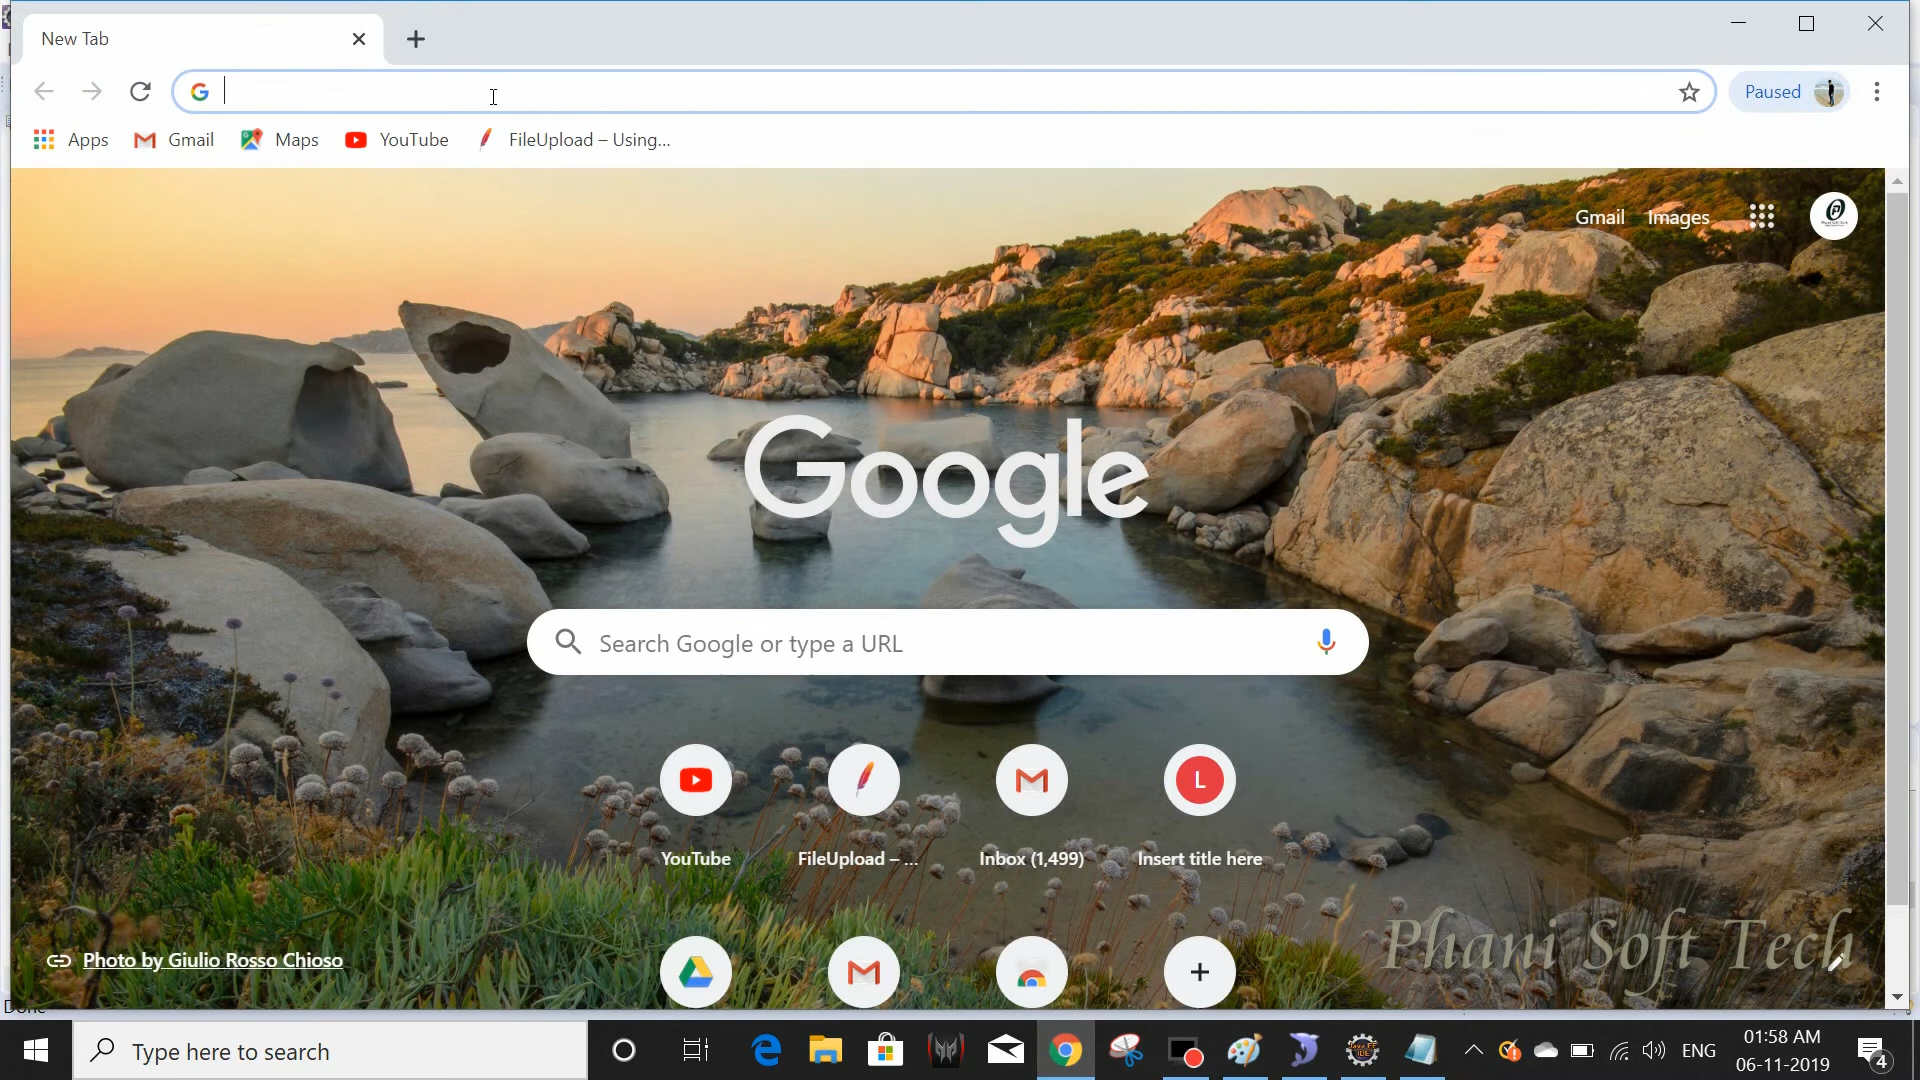 New Tab
Paused
Apps
Gmail
Maps
YouTube
FileUpload – Using...
Gmail
Images
Google
Search Google or type a URL
L
YouTube
FileUpload – ...
Inbox (1,499)
Insert title here
Photo by Giulio Rosso Chioso
Phani Soft Tech
Done
Type here to search
ENG
01:58 AM
06-11-2019
4